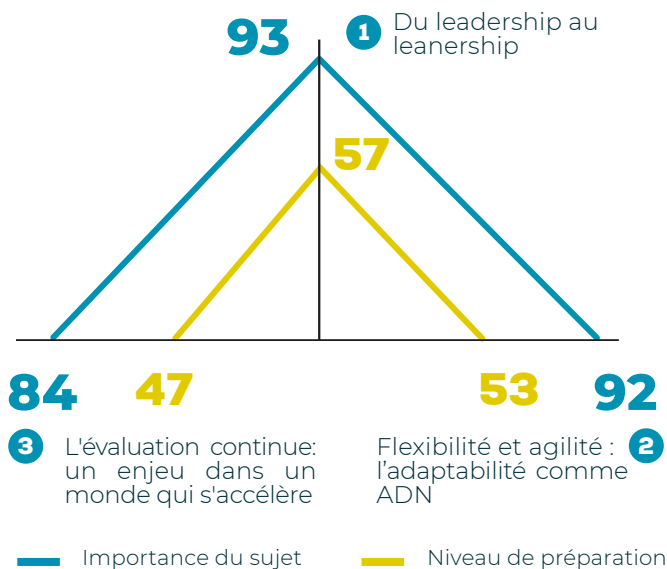 93
1
Du leadership au
leanership
57
84
47
53
92
3
L'évaluation continue:
un enjeu dans un
monde qui s'accélère
Flexibilité et agilité :
2
l’adaptabilité comme
ADN
Importance du sujet
Niveau de préparation